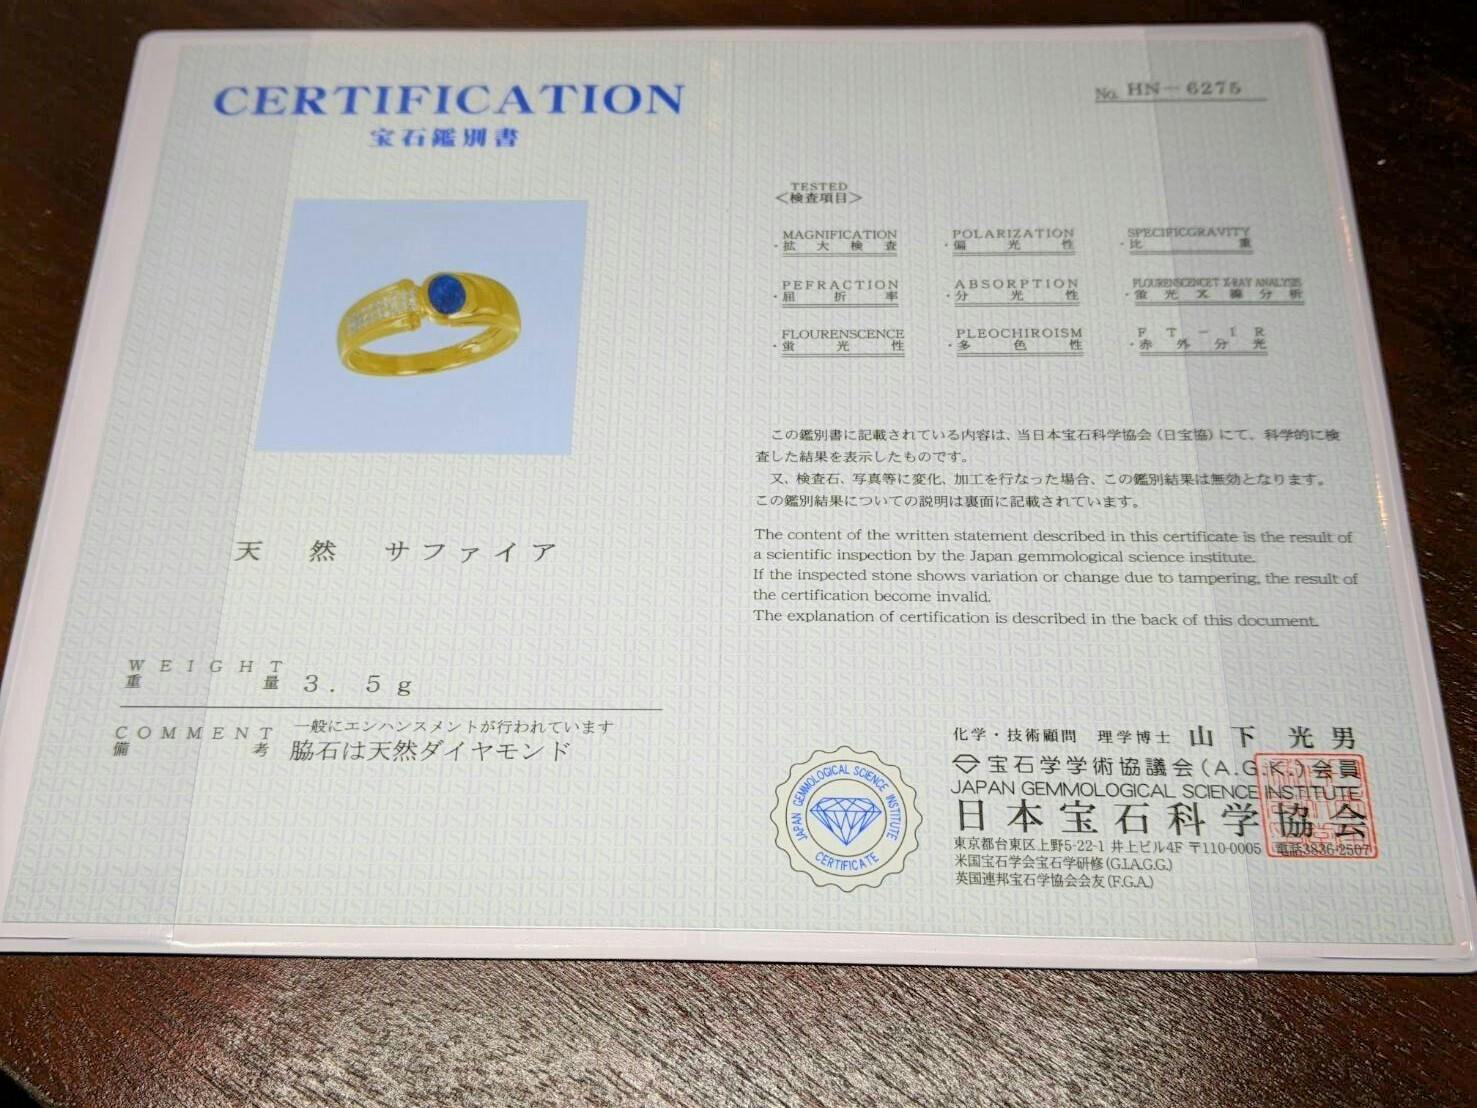 CERTIFICATION
宝石鑑別書
No. HN-6275
TESTED
<検査項目>
MAGNIFICATION
・拡大検査
POLARIZATION
・偏光性
SPECIFICGRAVITY
・比重
PEFRACTION
・屈折率
ABSORPTION
・分光性
FLOURENSCENCET X-RAY ANALYSIS
・蛍光X線分析
FLOURENSCENCE
・蛍光性
PLEOCHIROISM
・多色性
FT-IR
・赤外分光
この鑑別書に記載されている内容は、当日本宝石科学協会(日宝協)にて、科学的に検
査した結果を表示したものです。
又、検査石、写真等に変化、加工を行なった場合、この鑑別結果は無効となります。
この鑑別結果についての説明は裏面に記載されています。
The content of the written statement described in this certificate is the result of
a scientific inspection by the Japan gemmological science institute.
If the inspected stone shows variation or change due to tampering, the result of
the certification become invalid.
The explanation of certification is described in the back of this document.
天然 サファイア
WEIGHT
重量 3.5g
COMMENT 一般にエンハンスメントが行われています
備考 脇石は天然ダイヤモンド
JAPAN GEMMOLOGICAL SCIENCE INSTITUTE
CERTIFICATE
化学・技術顧問 理学博士 山下光男
宝石学学術協議会(A.G.K.)会員
JAPAN GEMMOLOGICAL SCIENCE INSTITUTE
日本宝石科学協会
東京都台東区上野5-22-1 井上ビル4F 〒110-0005 電話3836-2507
米国宝石学会宝石学研修(G.I.A.G.G.)
英国連邦宝石学協会会友(F.G.A.)